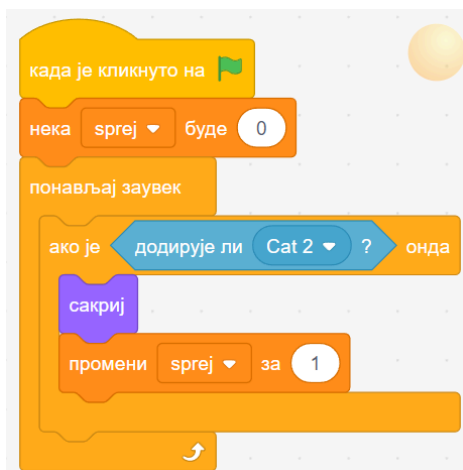 када је кликнуто на
нека sprej буде 0
понављај заувек
ако је додирује ли Cat 2 ? онда
сакриј
промени sprej за 1